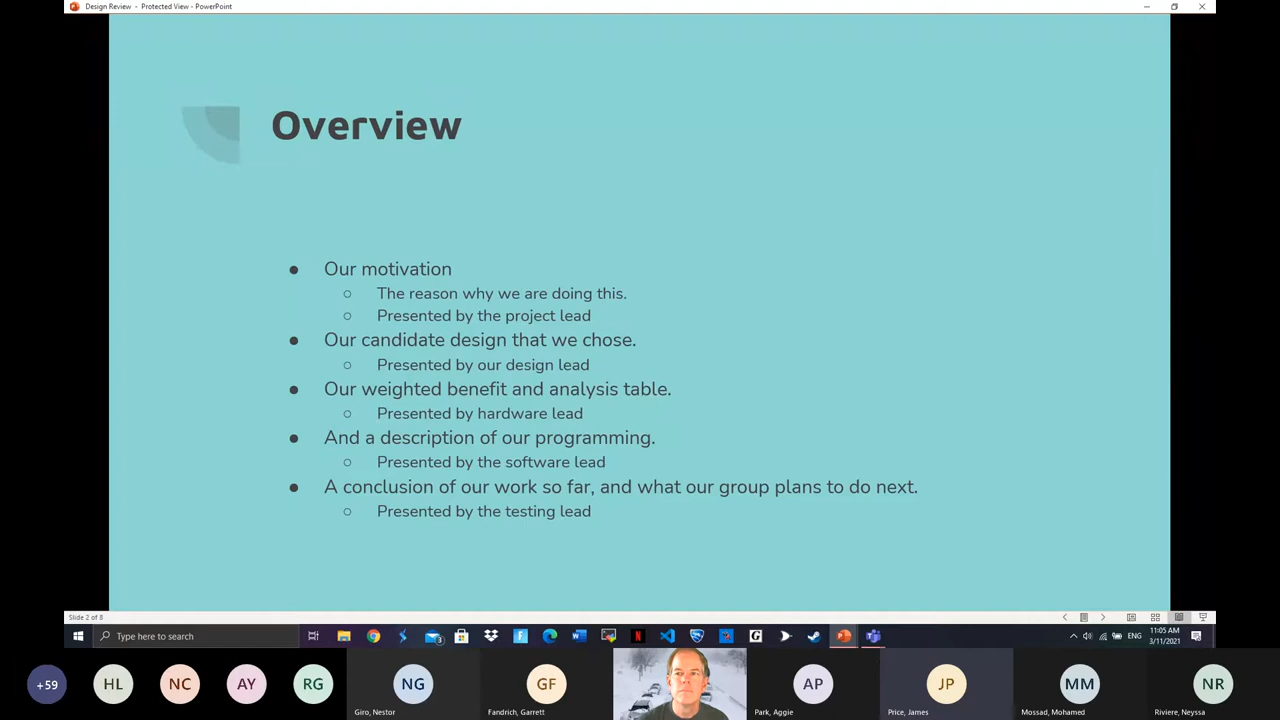 Design Review - Protected View - PowerPoint
Overview
● Our motivation
○ The reason why we are doing this.
○ Presented by the project lead
● Our candidate design that we chose.
○ Presented by our design lead
● Our weighted benefit and analysis table.
○ Presented by hardware lead
● And a description of our programming.
○ Presented by the software lead
● A conclusion of our work so far, and what our group plans to do next.
○ Presented by the testing lead
Slide 2 of 8
Type here to search
ENG
11:05 AM
3/11/2021
+59
HL
NC
AY
RG
NG
Giro, Nestor
GF
Fandrich, Garrett
AP
Park, Aggie
JP
Price, James
MM
Mossad, Mohamed
NR
Riviere, Neyssa